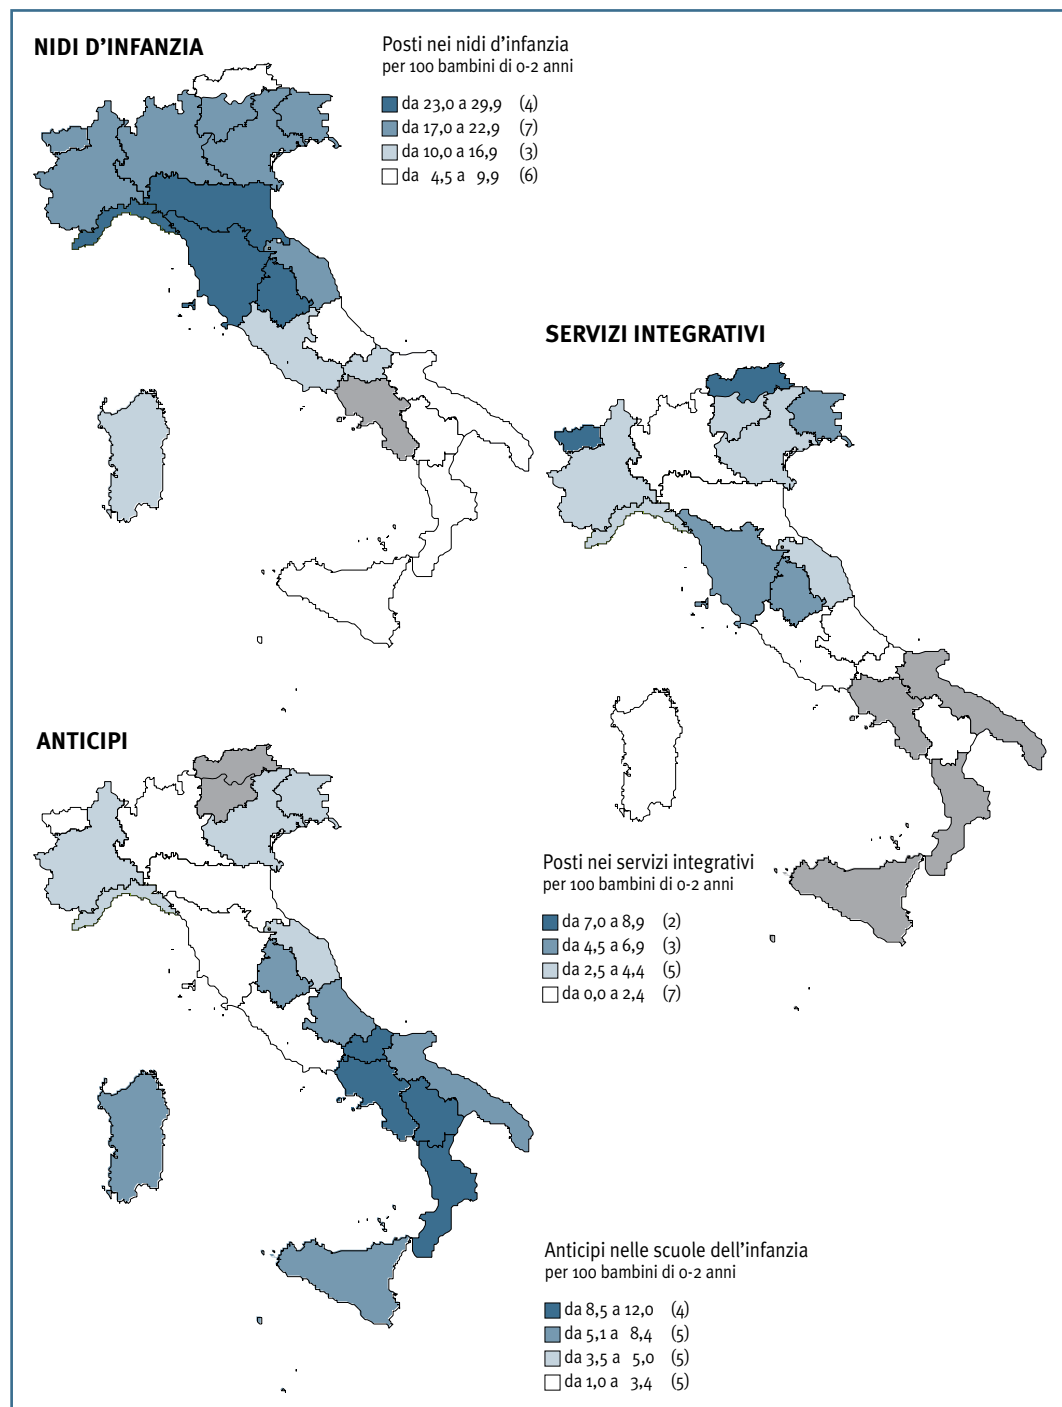 NIDI D'INFANZIA
Posti nei nidi d'infanzia
per 100 bambini di 0-2 anni
da 23,0 a 29,9 (4)
da 17,0 a 22,9 (7)
da 10,0 a 16,9 (3)
da 4,5 a 9,9 (6)
SERVIZI INTEGRATIVI
Posti nei servizi integrativi
per 100 bambini di 0-2 anni
da 7,0 a 8,9 (2)
da 4,5 a 6,9 (3)
da 2,5 a 4,4 (5)
da 0,0 a 2,4 (7)
ANTICIPI
Anticipi nelle scuole dell'infanzia
per 100 bambini di 0-2 anni
da 8,5 a 12,0 (4)
da 5,1 a 8,4 (5)
da 3,5 a 5,0 (5)
da 1,0 a 3,4 (5)